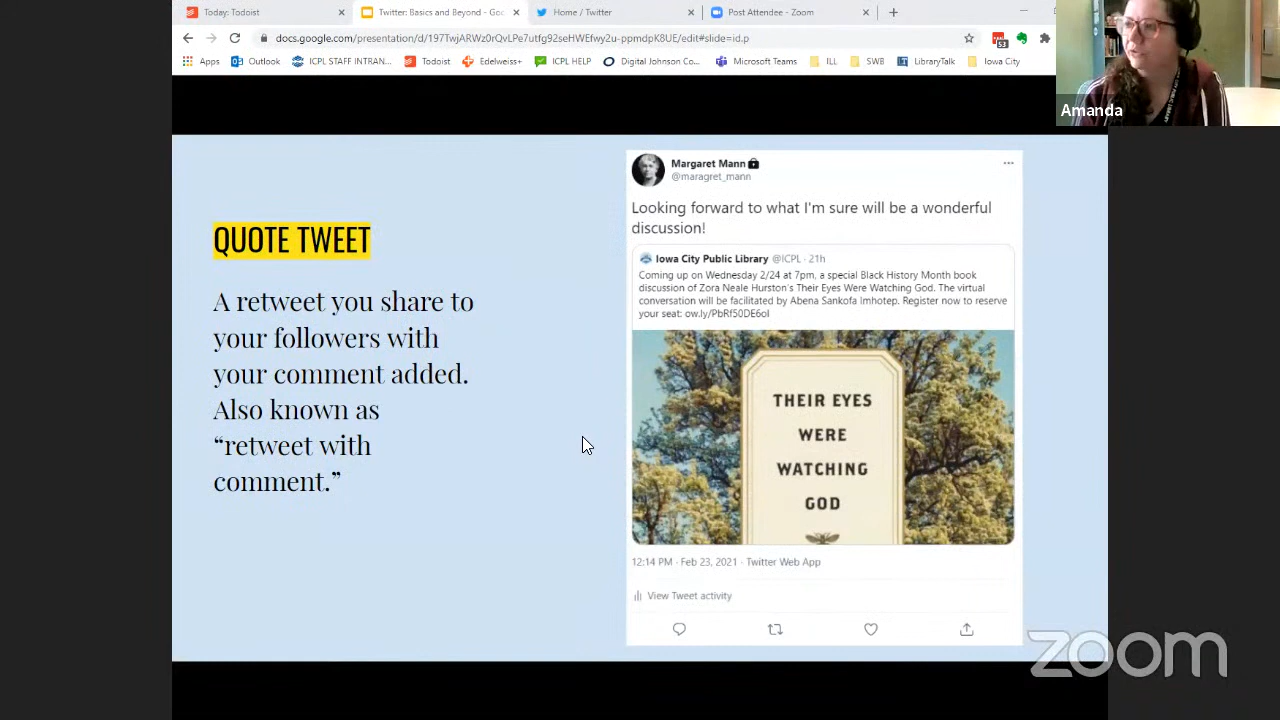 Today: Todoist
Twitter: Basics and Beyond - Goo
Home / Twitter
Post Attendee - Zoom
docs.google.com/presentation/d/197TwjARWz0rQvLPe7utfg92seHWEfwy2u-ppmdpK8UE/edit#slide=id.p
53
Apps
Outlook
ICPL STAFF INTRAN...
Todoist
Edelweiss+
ICPL HELP
Digital Johnson Co...
Microsoft Teams
ILL
SWB
LibraryTalk
Iowa City
Amanda
QUOTE TWEET
A retweet you share to
your followers with
your comment added.
Also known as
“retweet with
comment.”
Margaret Mann
@maragret_mann
Looking forward to what I'm sure will be a wonderful
discussion!
Iowa City Public Library @ICPL · 21h
Coming up on Wednesday 2/24 at 7pm, a special Black History Month book
discussion of Zora Neale Hurston's Their Eyes Were Watching God. The virtual
conversation will be facilitated by Abena Sankofa Imhotep. Register now to reserve
your seat: ow.ly/PbRf50DE6oI
THEIR EYES
WERE
WATCHING
GOD
12:14 PM · Feb 23, 2021 · Twitter Web App
View Tweet activity
zoom